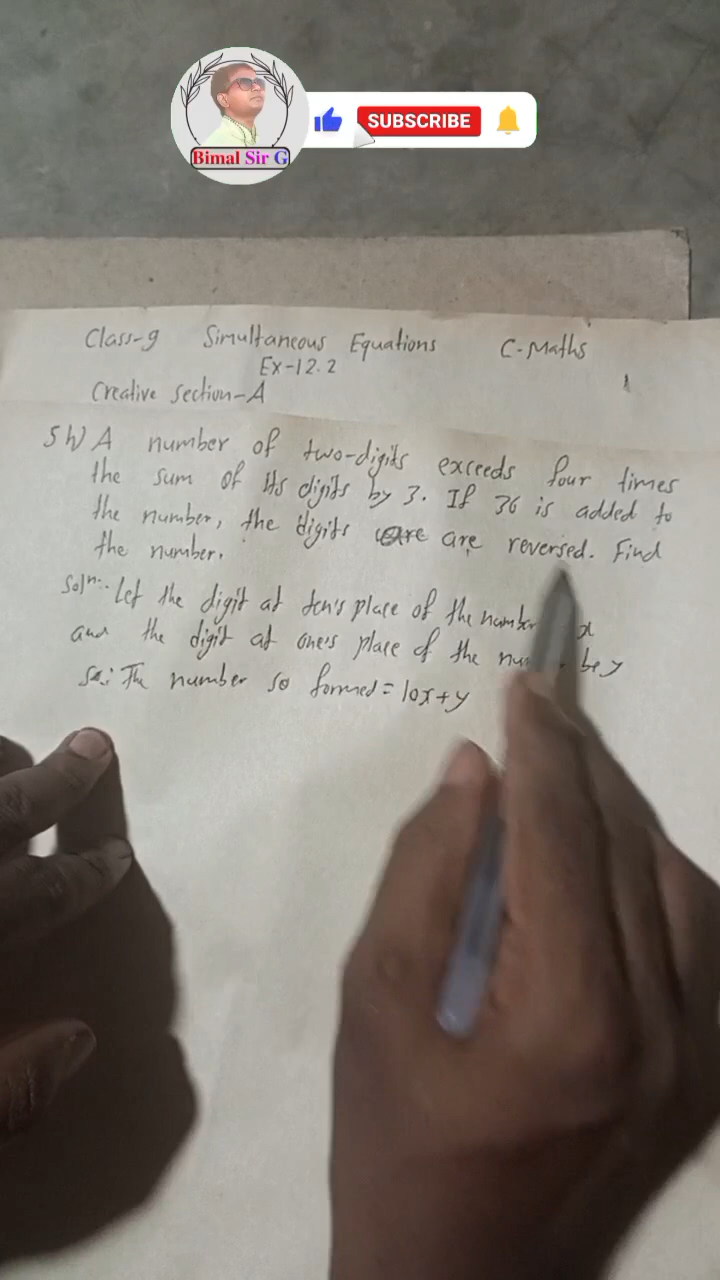 Bimal Sir G
SUBSCRIBE
Class-9 Simultaneous Equations C-Maths
Ex-12.2
Creative Section-A
5 A number of two-digits exceeds four times
the sum of its digits by 3. If 36 is added to
the number, the digits are reversed. Find
the number.
Soln:- Let the digit at ten's place of the number x
and the digit at one's place of the be y
The number so formed = 10x+y